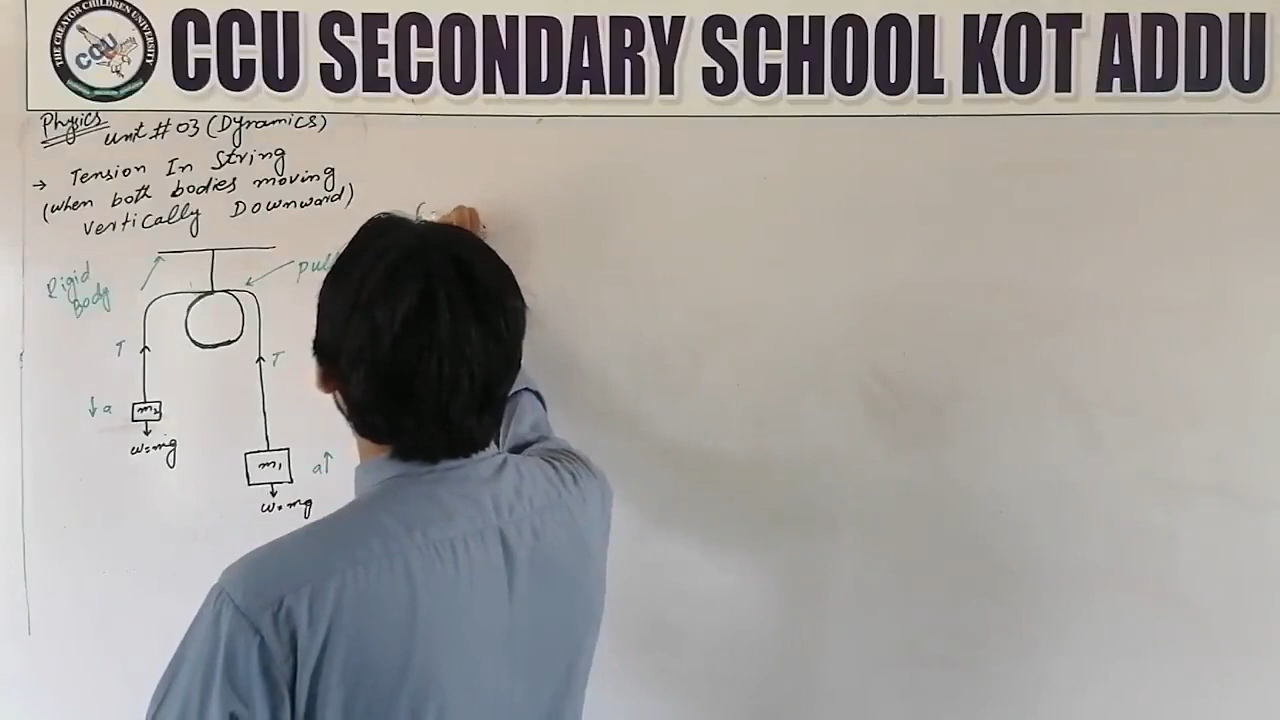 THE CREATOR CHILDREN UNIVERSITY
CCU
CCU SECONDARY SCHOOL KOT ADDU
Physics
Unit # 03 (Dynamics)
→ Tension In String
(when both bodies moving
vertically Downward)
Rigid
Body
T
T
↓ a
m2
w=mg
m1
a↑
w=mg